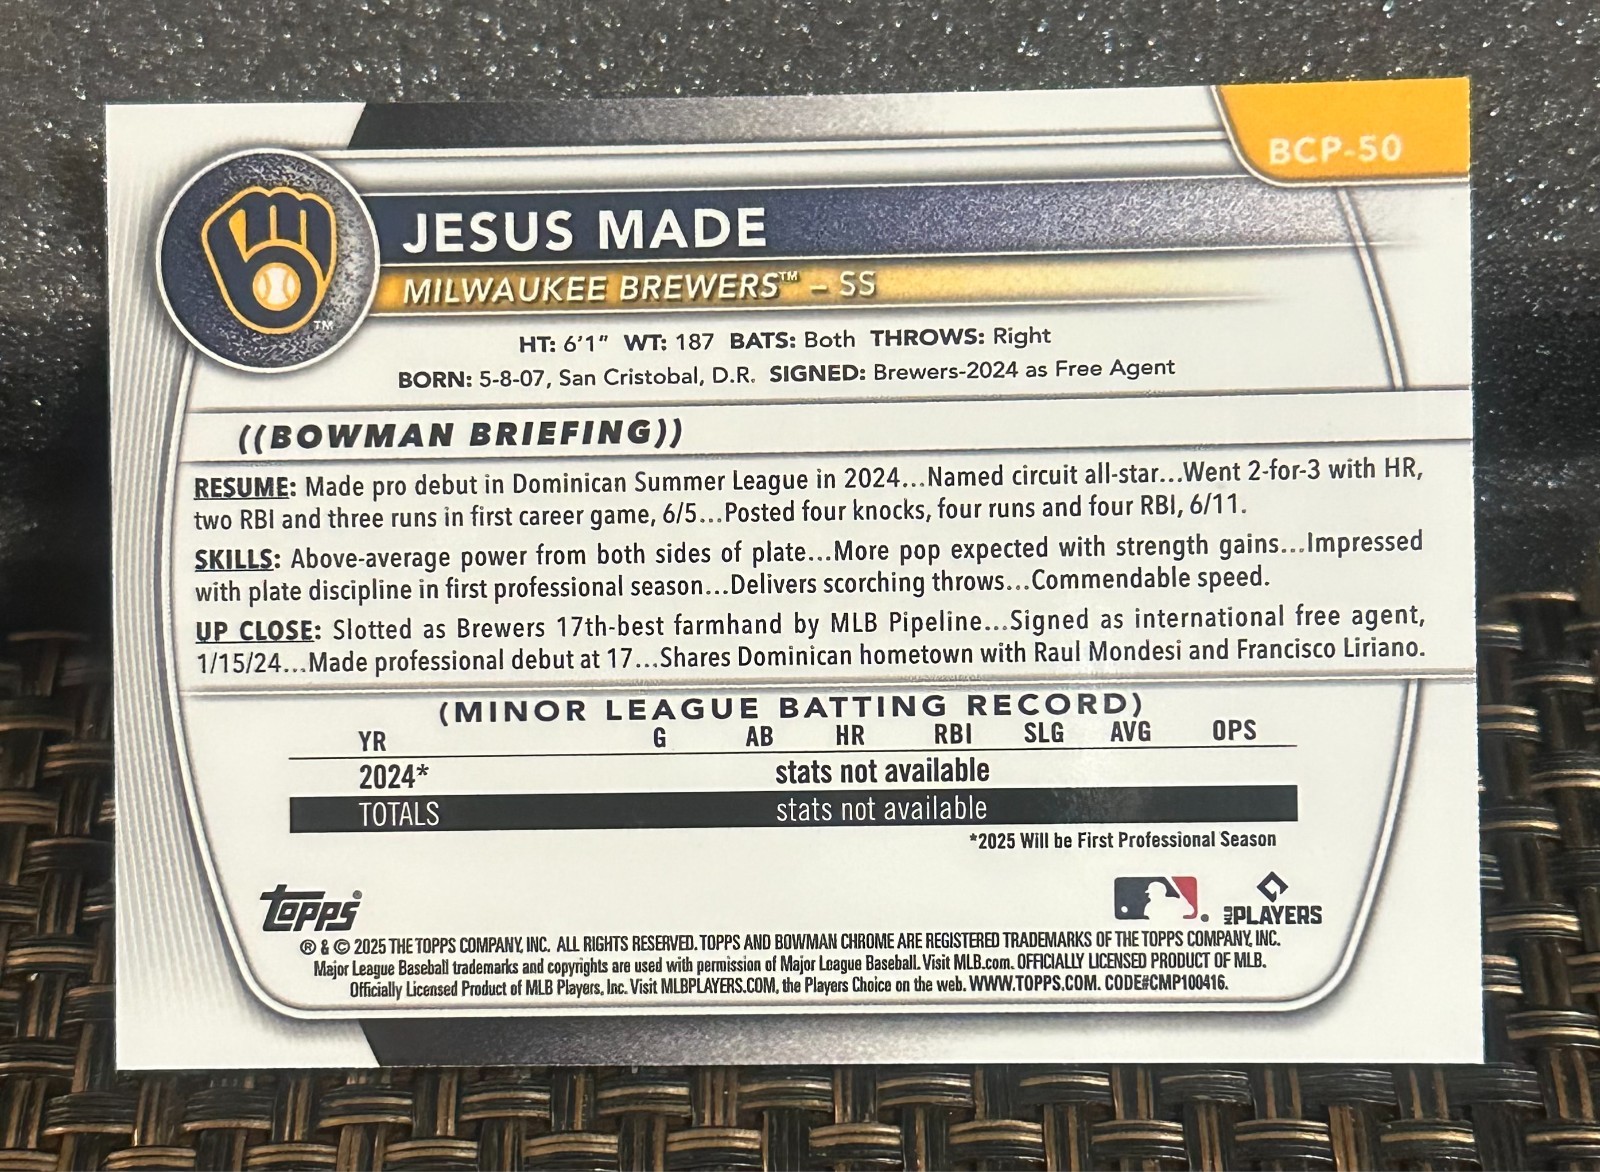 BCP-50
JESUS MADE
MILWAUKEE BREWERS™ – SS
TM
HT: 6'1" WT: 187 BATS: Both THROWS: Right
BORN: 5-8-07, San Cristobal, D.R. SIGNED: Brewers-2024 as Free Agent
((BOWMAN BRIEFING))
RESUME: Made pro debut in Dominican Summer League in 2024...Named circuit all-star...Went 2-for-3 with HR,
two RBI and three runs in first career game, 6/5...Posted four knocks, four runs and four RBI, 6/11.
SKILLS: Above-average power from both sides of plate...More pop expected with strength gains...Impressed
with plate discipline in first professional season...Delivers scorching throws...Commendable speed.
UP CLOSE: Slotted as Brewers 17th-best farmhand by MLB Pipeline...Signed as international free agent,
1/15/24...Made professional debut at 17...Shares Dominican hometown with Raul Mondesi and Francisco Liriano.
(MINOR LEAGUE BATTING RECORD)
YR G AB HR RBI SLG AVG OPS
2024* stats not available
TOTALS stats not available
*2025 Will be First Professional Season
Topps®
MLB PLAYERS
® & © 2025 THE TOPPS COMPANY, INC. ALL RIGHTS RESERVED. TOPPS AND BOWMAN CHROME ARE REGISTERED TRADEMARKS OF THE TOPPS COMPANY, INC.
Major League Baseball trademarks and copyrights are used with permission of Major League Baseball. Visit MLB.com. OFFICIALLY LICENSED PRODUCT OF MLB.
Officially Licensed Product of MLB Players, Inc. Visit MLBPLAYERS.COM, the Players Choice on the web. WWW.TOPPS.COM. CODE#CMP100416.